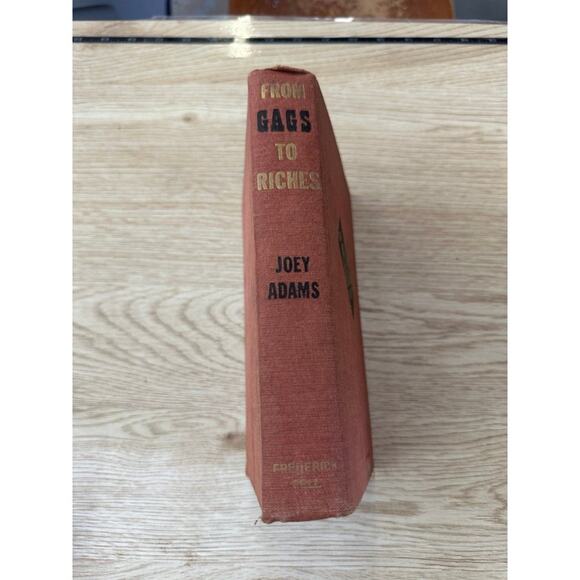 FROM
GAGS
TO
RICHES
JOEY
ADAMS
FREDERICK
FELL